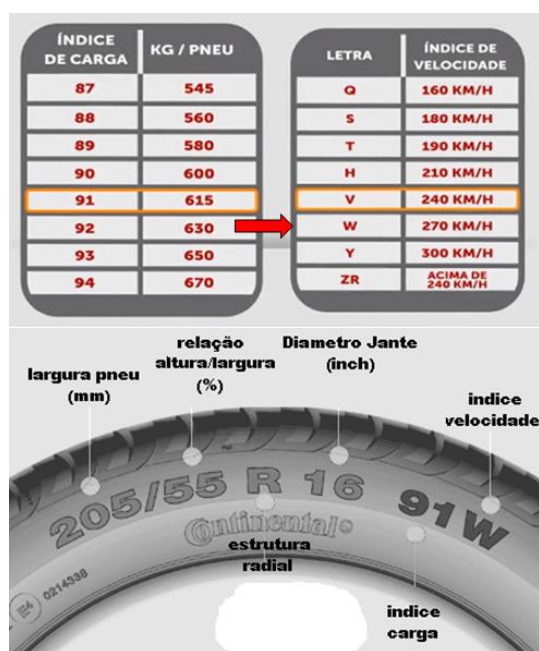 ÍNDICE
DE CARGA
KG / PNEU
87 545
88 560
89 580
90 600
91 615
92 630
93 650
94 670
LETRA
ÍNDICE DE
VELOCIDADE
Q 160 KM/H
S 180 KM/H
T 190 KM/H
H 210 KM/H
V 240 KM/H
W 270 KM/H
Y 300 KM/H
ZR ACIMA DE
240 KM/H
relação
altura/largura
(%)
Diametro Jante
(inch)
largura pneu
(mm)
indice
velocidade
205/55 R 16 91W
Continental
estrutura
radial
0214338
indice
carga